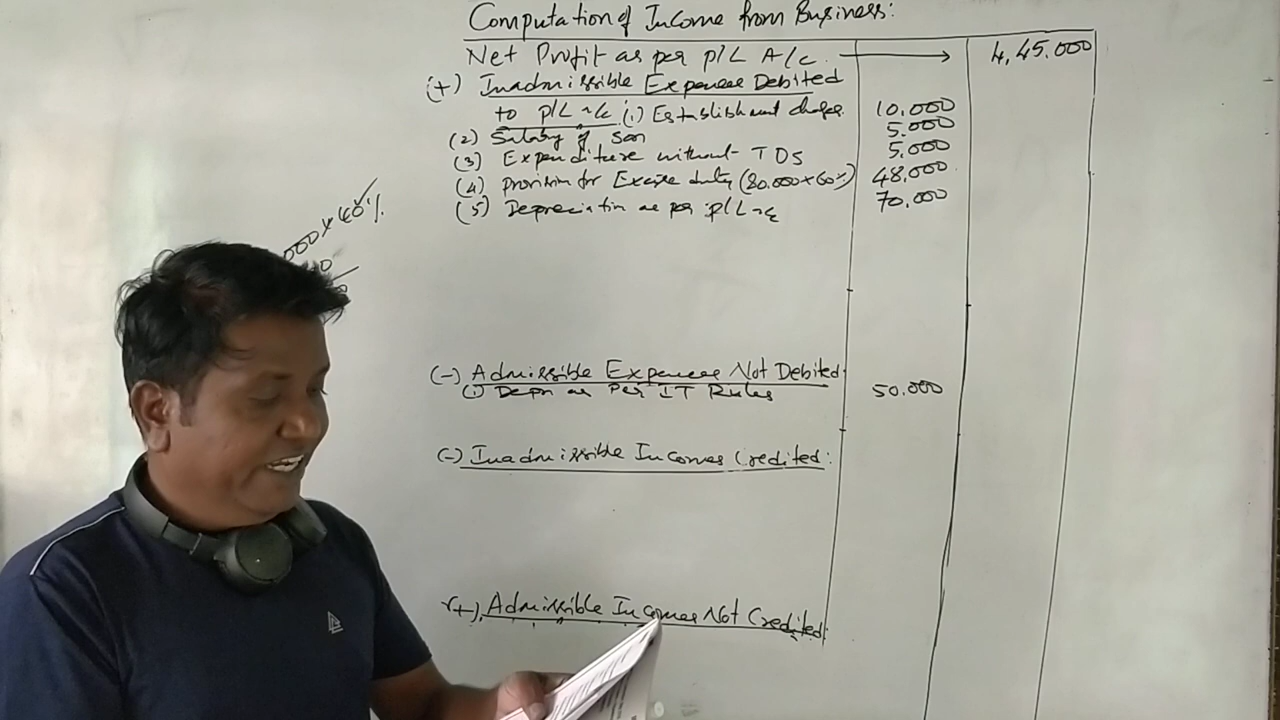 Computation of Income from Business:
Net Profit as per P/L A/c. → 4,45,000
(+) Inadmissible Expenses Debited
to P/L A/c (1) Establishment charges. 10,000
(2) Salary of Son 5,000
(3) Expenditure without TDS 5,000
(4) Provision for Excise duty (80,000×60%) 48,000
(5) Depreciation as per P/L A/c 70,000
000 × 60%
(-) Admissible Expenses Not Debited
(1) Depn as Per IT Rules 50,000
(-) Inadmissible Incomes Credited:
(+) Admissible Incomes Not Credited: